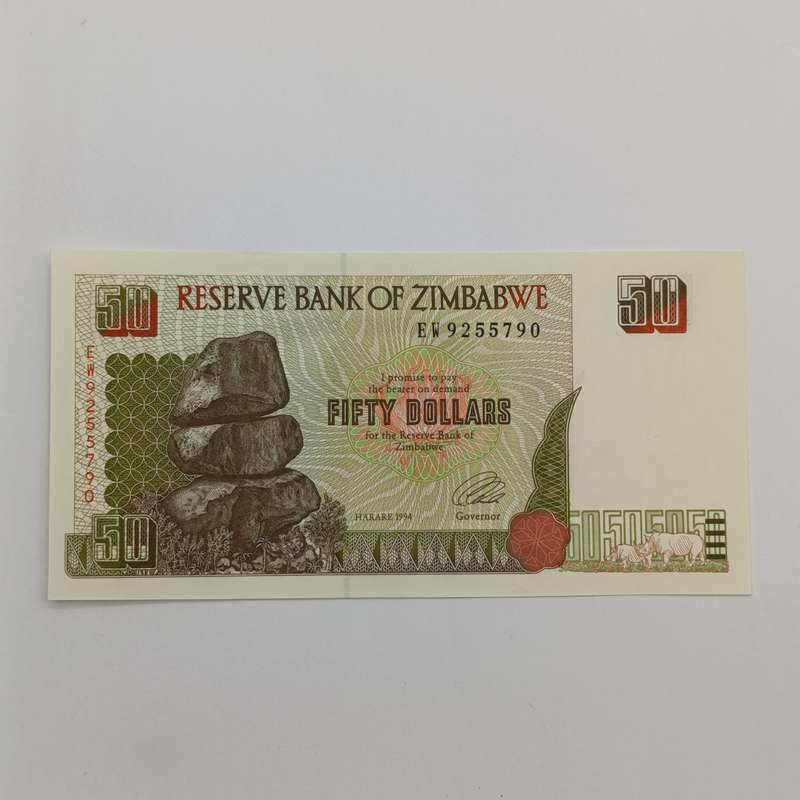 50 RESERVE BANK OF ZIMBABWE 50
EW9255790
EW9255790
I promise to pay
the bearer on demand
FIFTY DOLLARS
for the Reserve Bank of
Zimbabwe
HARARE 1994 Governor
50
50505050